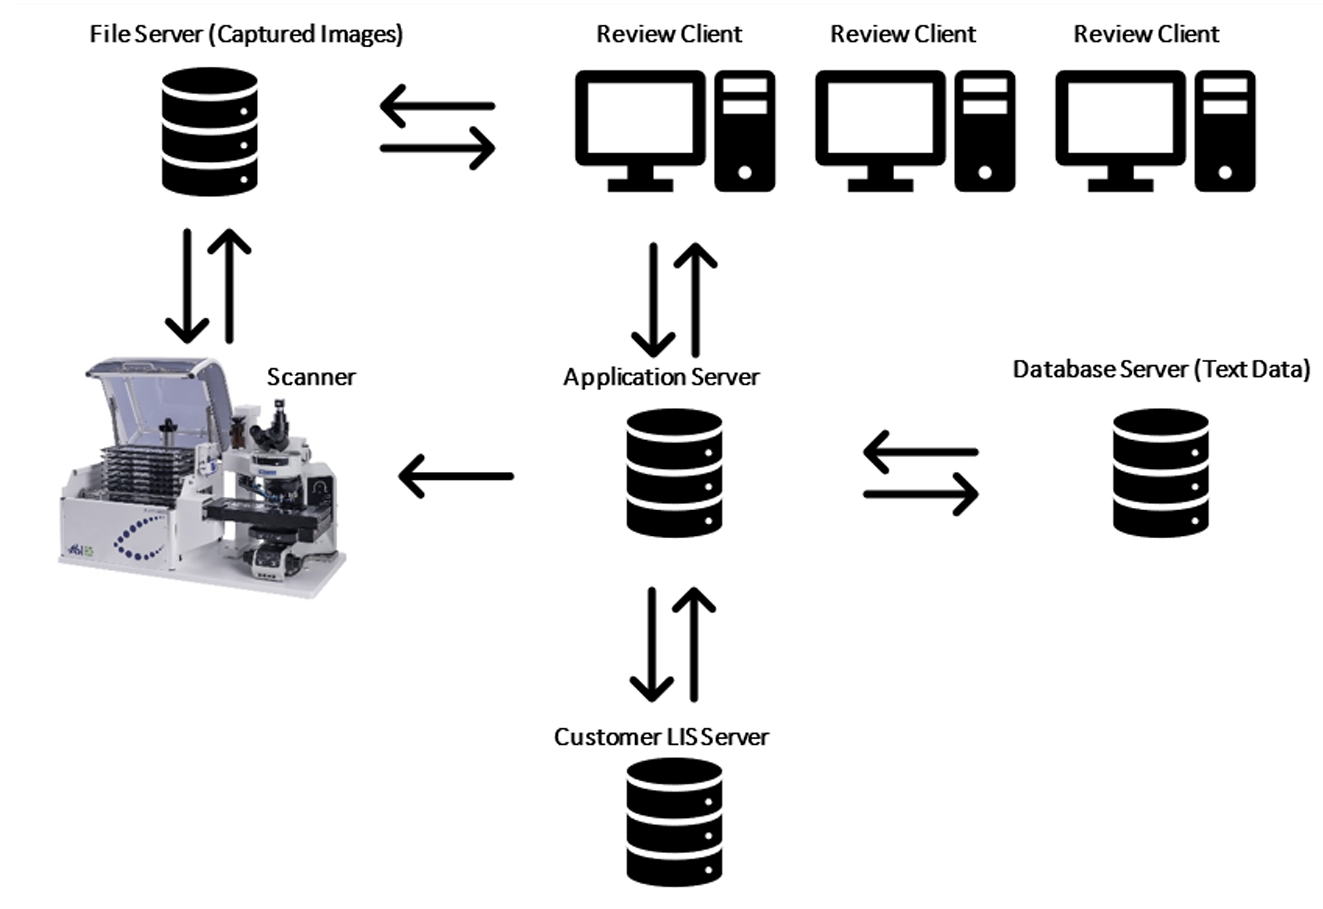 File Server (Captured Images)
Review Client
Review Client
Review Client
Scanner
Application Server
Database Server (Text Data)
Customer LIS Server